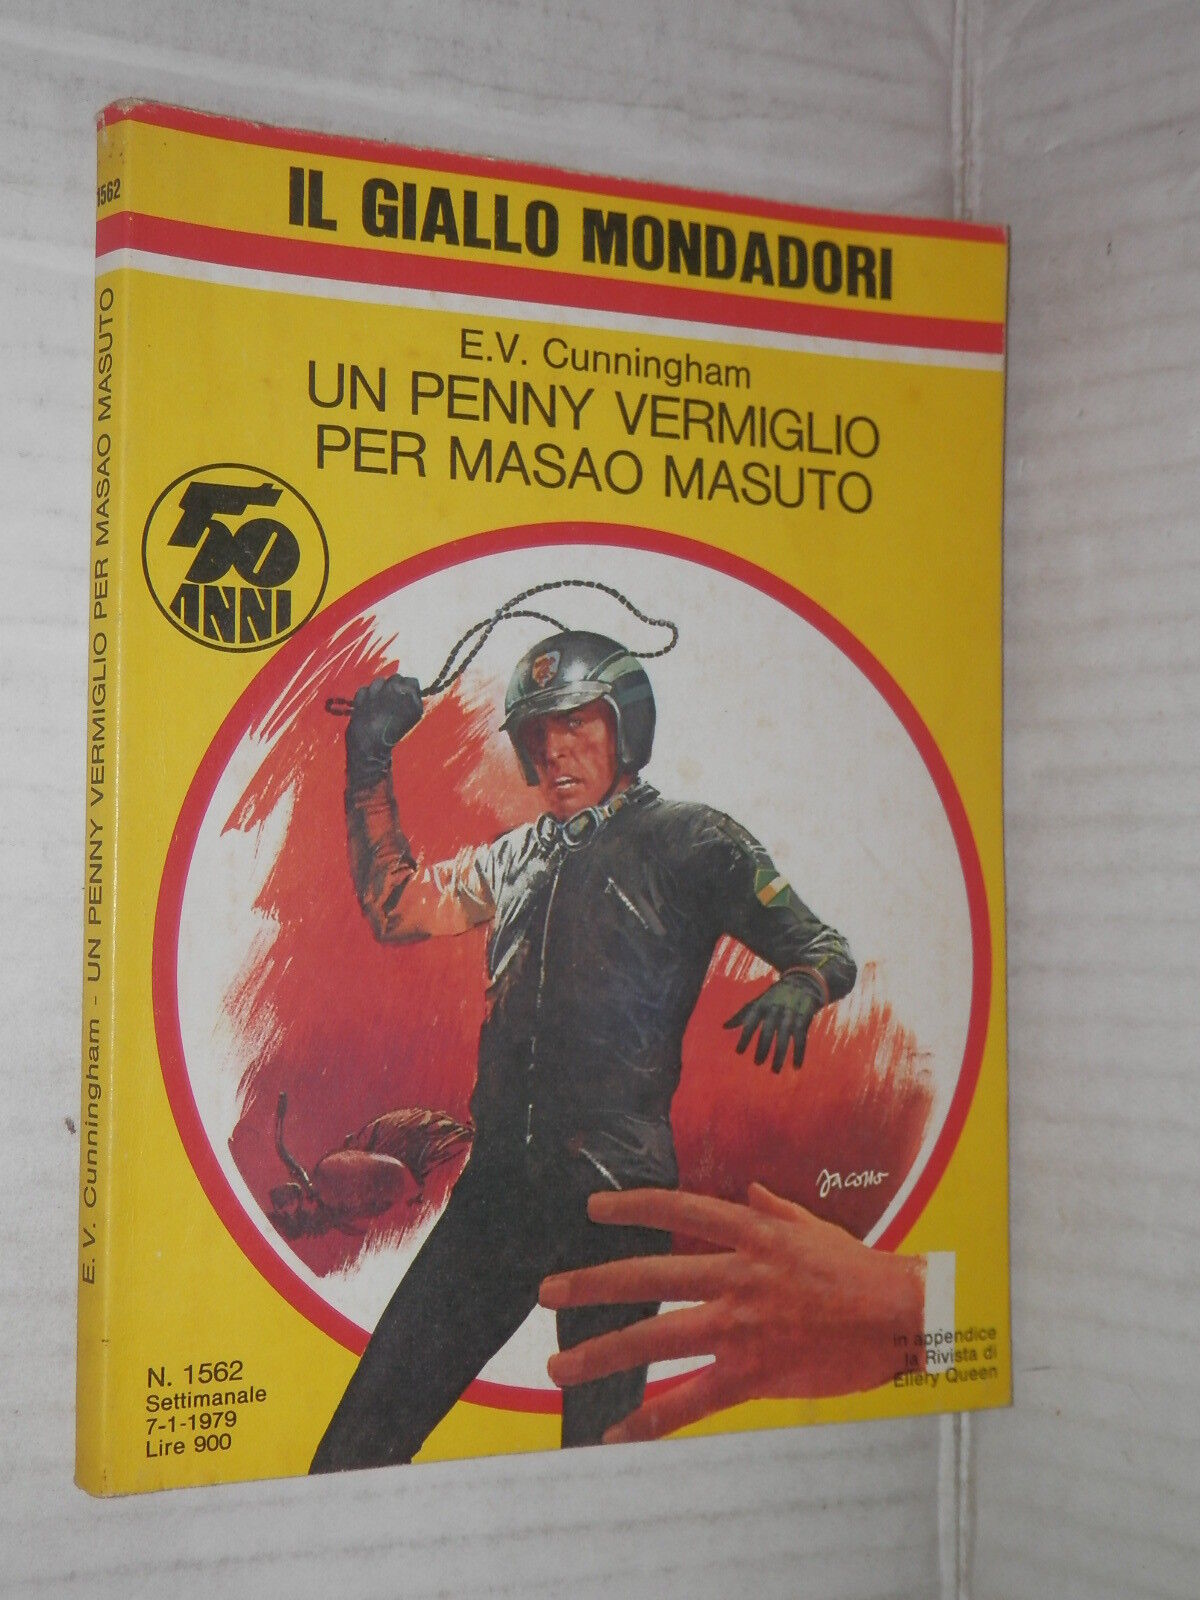 1562
E. V. Cunningham - UN PENNY VERMIGLIO PER MASAO MASUTO
IL GIALLO MONDADORI
E.V. Cunningham
UN PENNY VERMIGLIO
PER MASAO MASUTO
50
ANNI
Jacono
in appendice
la Rivista di
Ellery Queen
N. 1562
Settimanale
7-1-1979
Lire 900